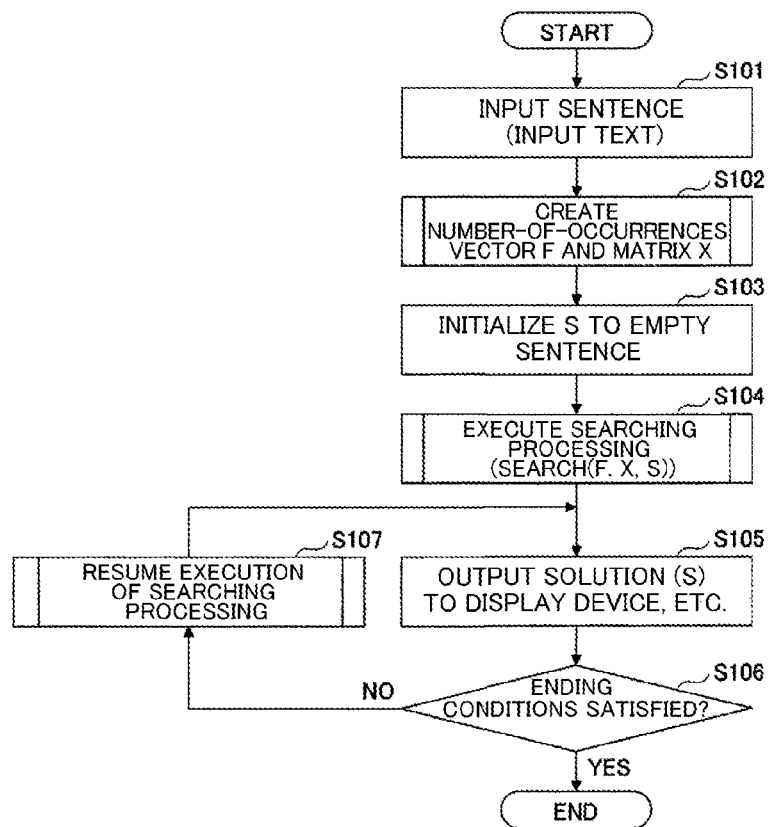 START
S101
INPUT SENTENCE
(INPUT TEXT)
S102
CREATE
NUMBER-OF-OCCURRENCES
VECTOR F AND MATRIX X
S103
INITIALIZE S TO EMPTY
SENTENCE
S104
EXECUTE SEARCHING
PROCESSING
(SEARCH(F. X, S))
S107
RESUME EXECUTION
OF SEARCHING
PROCESSING
S105
OUTPUT SOLUTION (S)
TO DISPLAY DEVICE, ETC.
S106
ENDING
CONDITIONS SATISFIED?
NO
YES
END